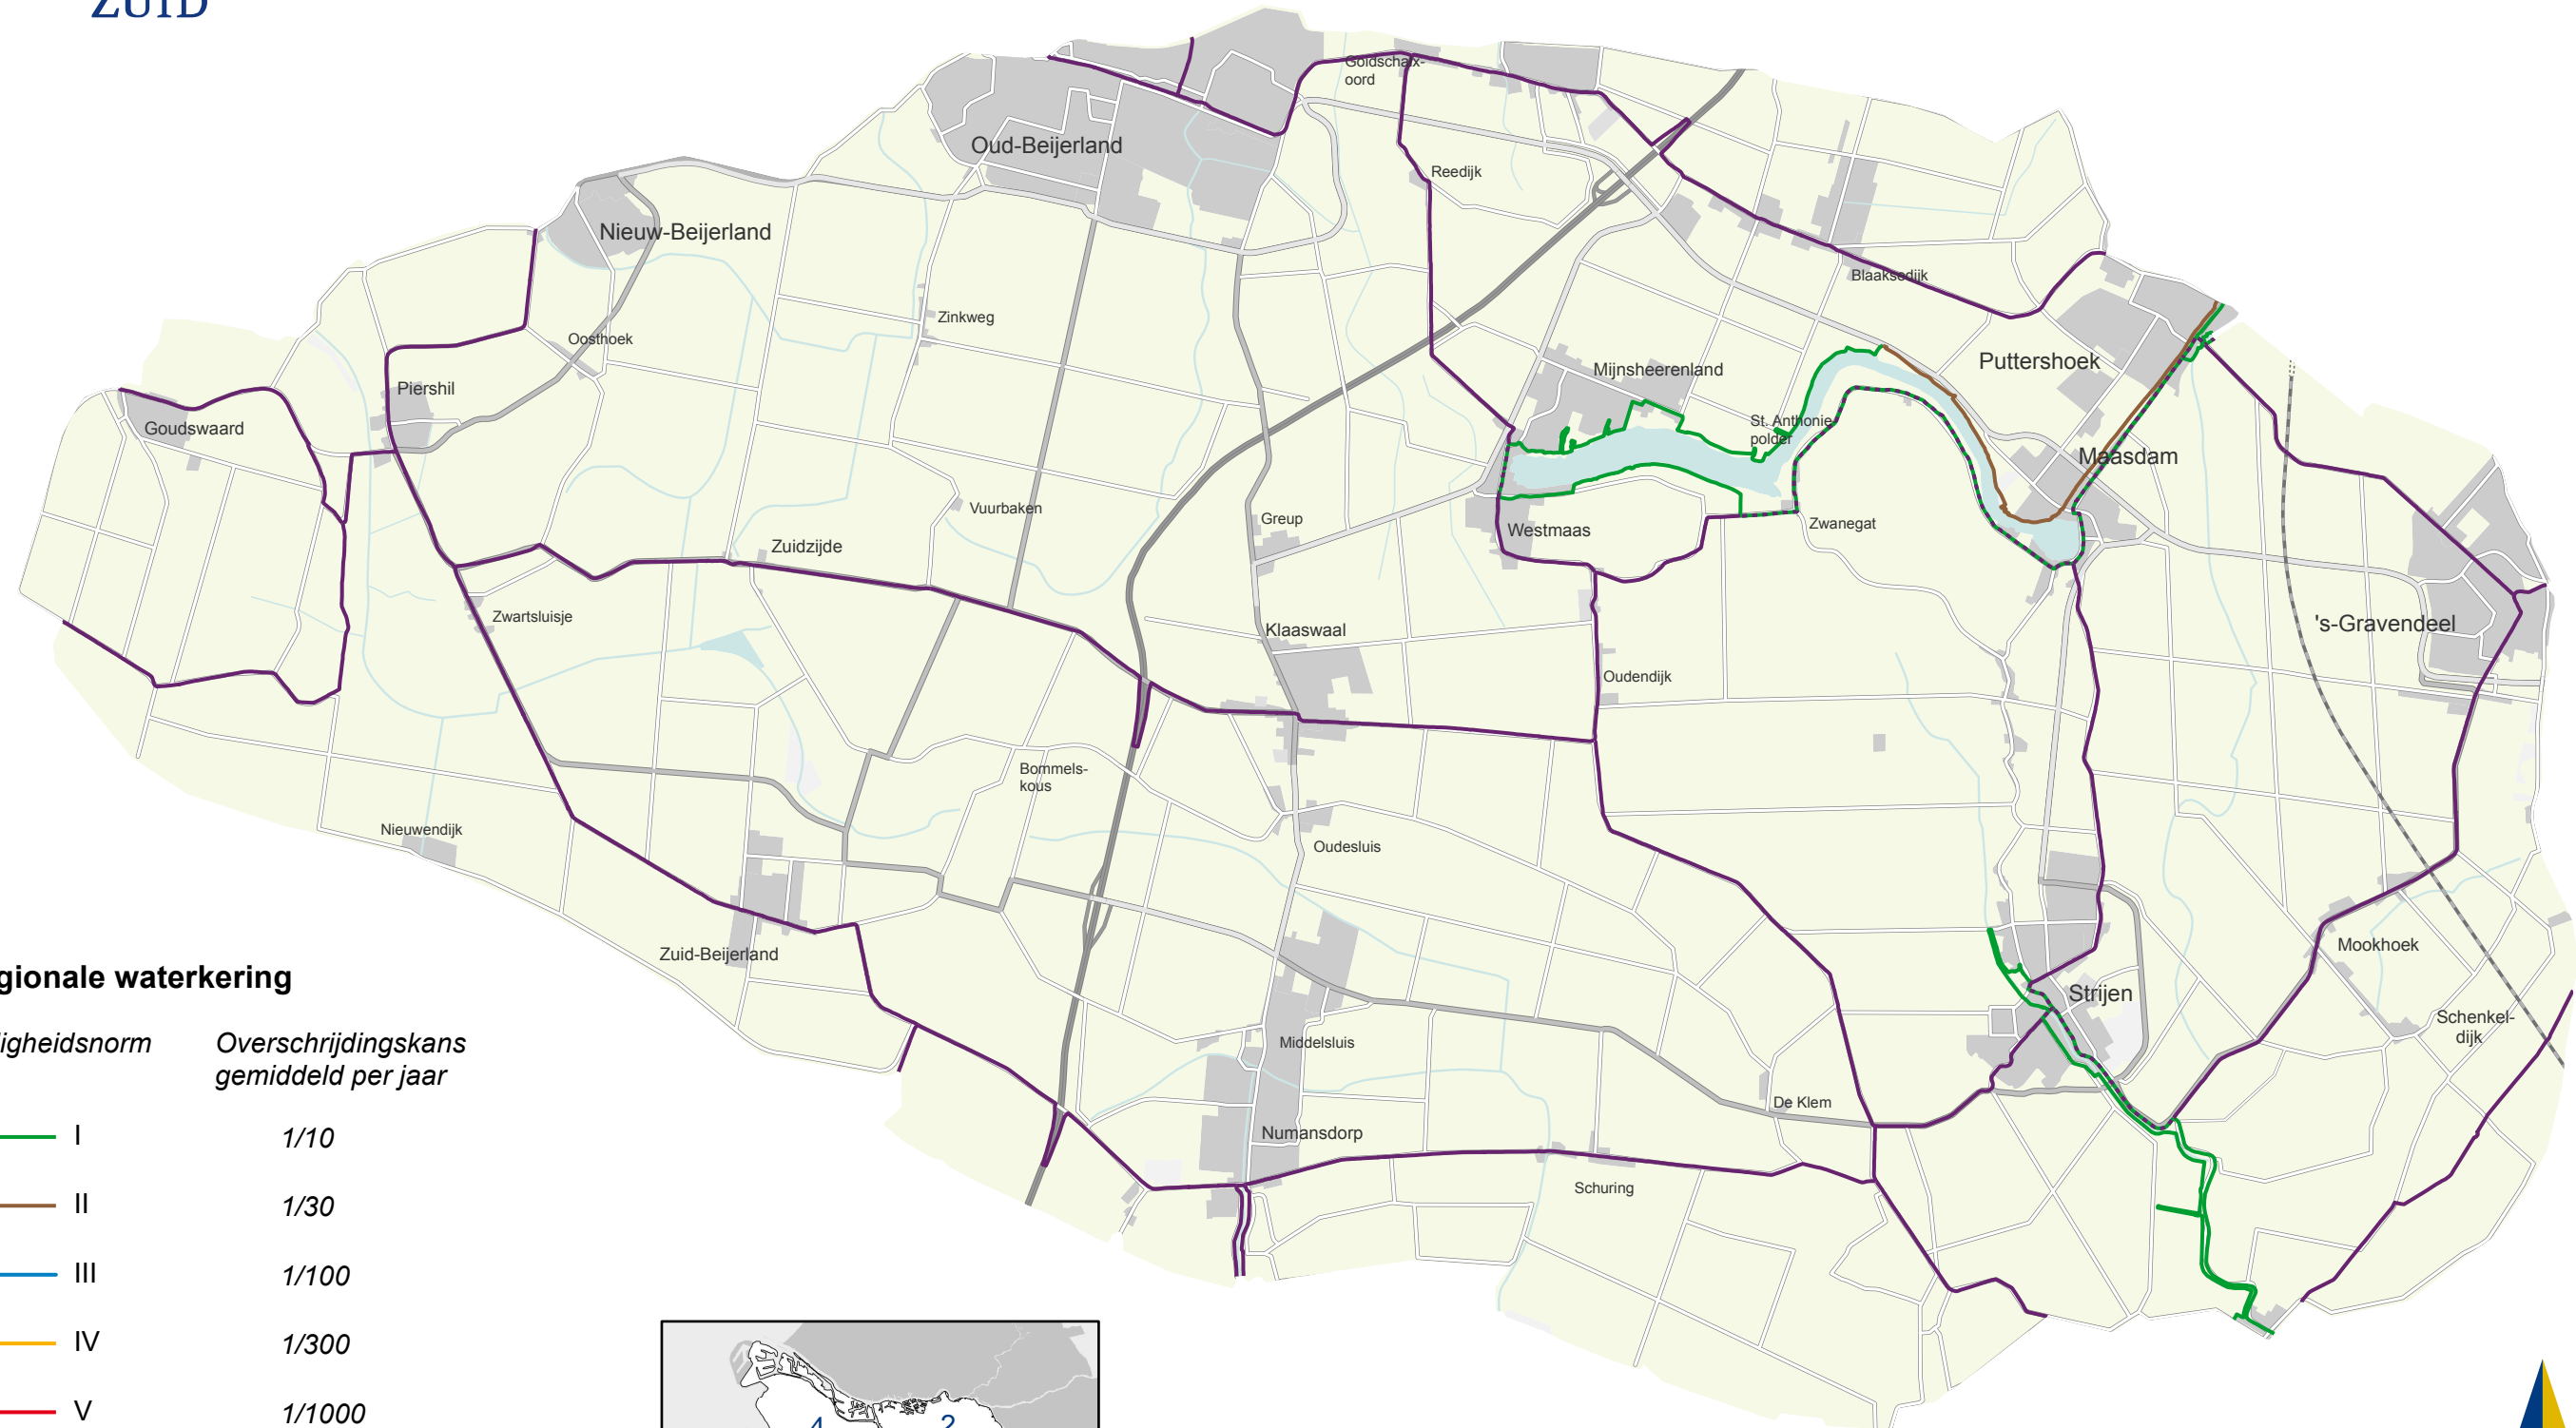 ZUID
Goldschalx-
oord
Oud-Beijerland
Reedijk
Nieuw-Beijerland
Blaaksedijk
Zinkweg
Oosthoek
Puttershoek
Mijnsheerenland
Piershil
St. Anthonie
polder
Goudswaard
Maasdam
Vuurbaken
Greup
Zwanegat
Westmaas
Zuidzijde
Zwartsluisje
Klaaswaal
's-Gravendeel
Oudendijk
Bommels-
kous
Nieuwendijk
Oudesluis
Mookhoek
Zuid-Beijerland
Strijen
Schenkel-
dijk
Middelsluis
De Klem
Numansdorp
Schuring
gionale waterkering
igheidsnorm
Overschrijdingskans
gemiddeld per jaar
I 1/10
II 1/30
III 1/100
IV 1/300
V 1/1000
4 2